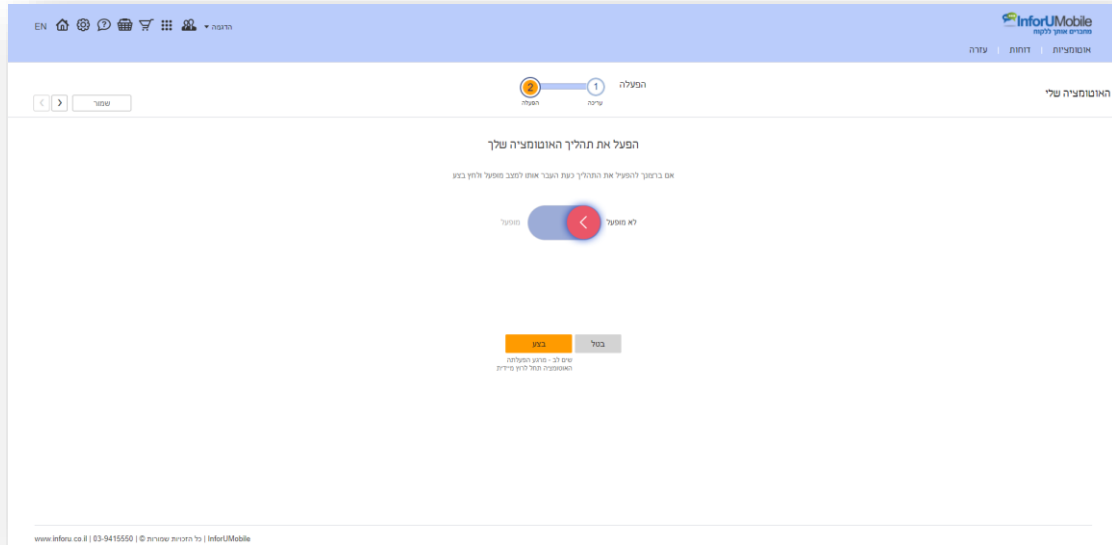 InforUMobile
מחברים אותך ללקוח
אוטומציות | דוחות | עזרה
הדוגמה
EN
האוטומציה שלי
הפעלה
1
2
עריכה
הפעלה
שמור
הפעל את תהליך האוטומציה שלך
אם ברצונך להפעיל את התהליך כעת העבר אותו למצב מופעל ולחץ בצע
לא מופעל
מופעל
בטל
בצע
שים לב - מרגע הפעלתה
האוטומציה תחל לרוץ מיידית
InforUMobile | כל הזכויות שמורות © | 03-9415550 | www.inforu.co.il